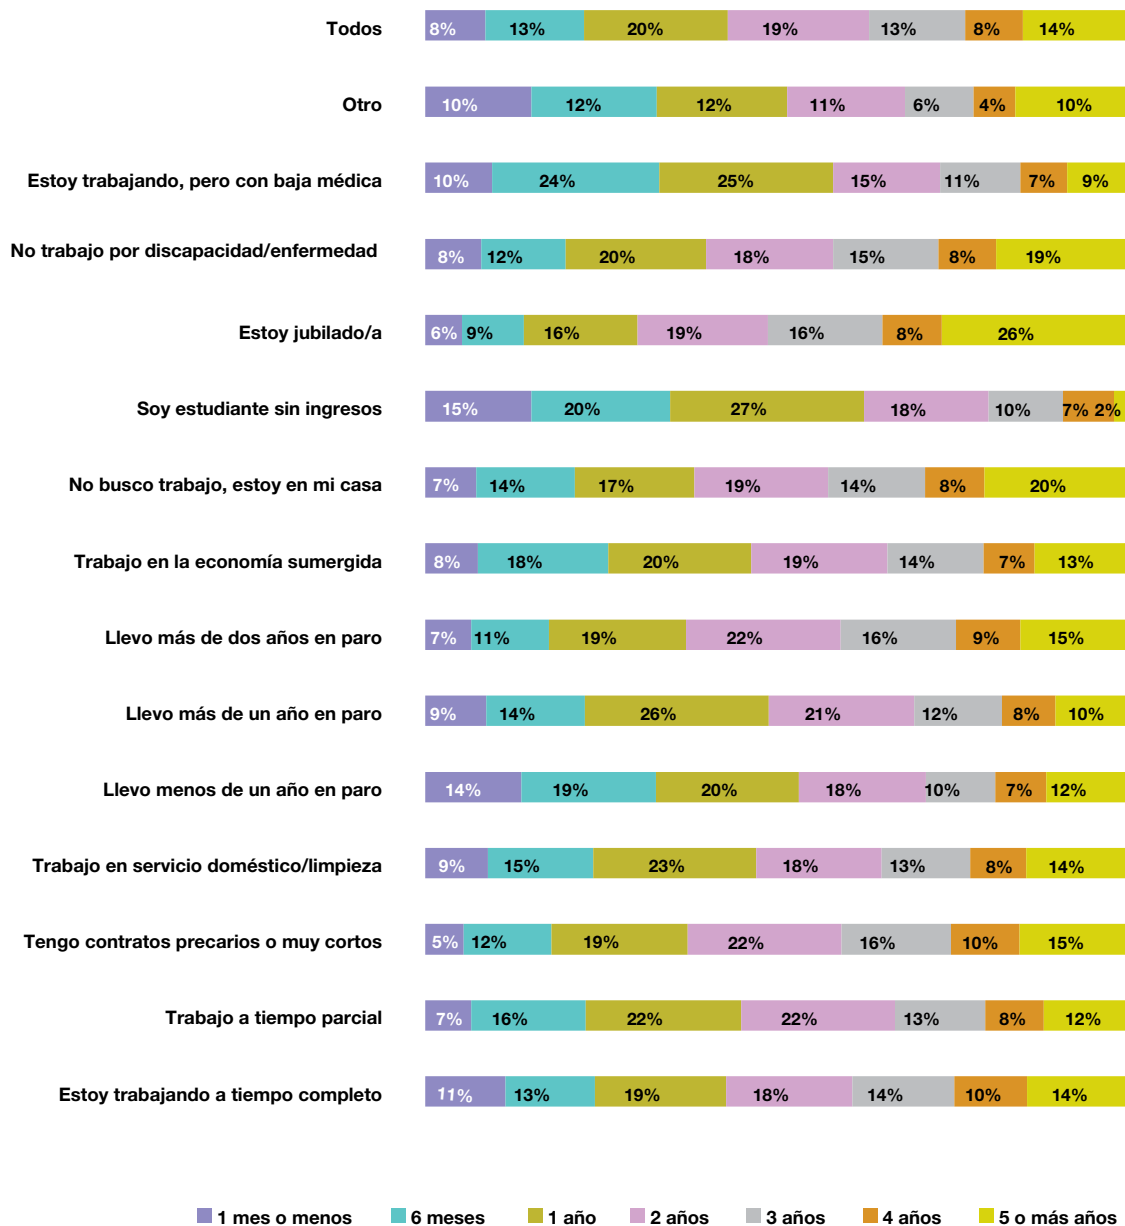 Todos 8% 13% 20% 19% 13% 8% 14%
Otro 10% 12% 12% 11% 6% 4% 10%
Estoy trabajando, pero con baja médica 10% 24% 25% 15% 11% 7% 9%
No trabajo por discapacidad/enfermedad 8% 12% 20% 18% 15% 8% 19%
Estoy jubilado/a 6% 9% 16% 19% 16% 8% 26%
Soy estudiante sin ingresos 15% 20% 27% 18% 10% 7% 2%
No busco trabajo, estoy en mi casa 7% 14% 17% 19% 14% 8% 20%
Trabajo en la economía sumergida 8% 18% 20% 19% 14% 7% 13%
Llevo más de dos años en paro 7% 11% 19% 22% 16% 9% 15%
Llevo más de un año en paro 9% 14% 26% 21% 12% 8% 10%
Llevo menos de un año en paro 14% 19% 20% 18% 10% 7% 12%
Trabajo en servicio doméstico/limpieza 9% 15% 23% 18% 13% 8% 14%
Tengo contratos precarios o muy cortos 5% 12% 19% 22% 16% 10% 15%
Trabajo a tiempo parcial 7% 16% 22% 22% 13% 8% 12%
Estoy trabajando a tiempo completo 11% 13% 19% 18% 14% 10% 14%
1 mes o menos 6 meses 1 año 2 años 3 años 4 años 5 o más años